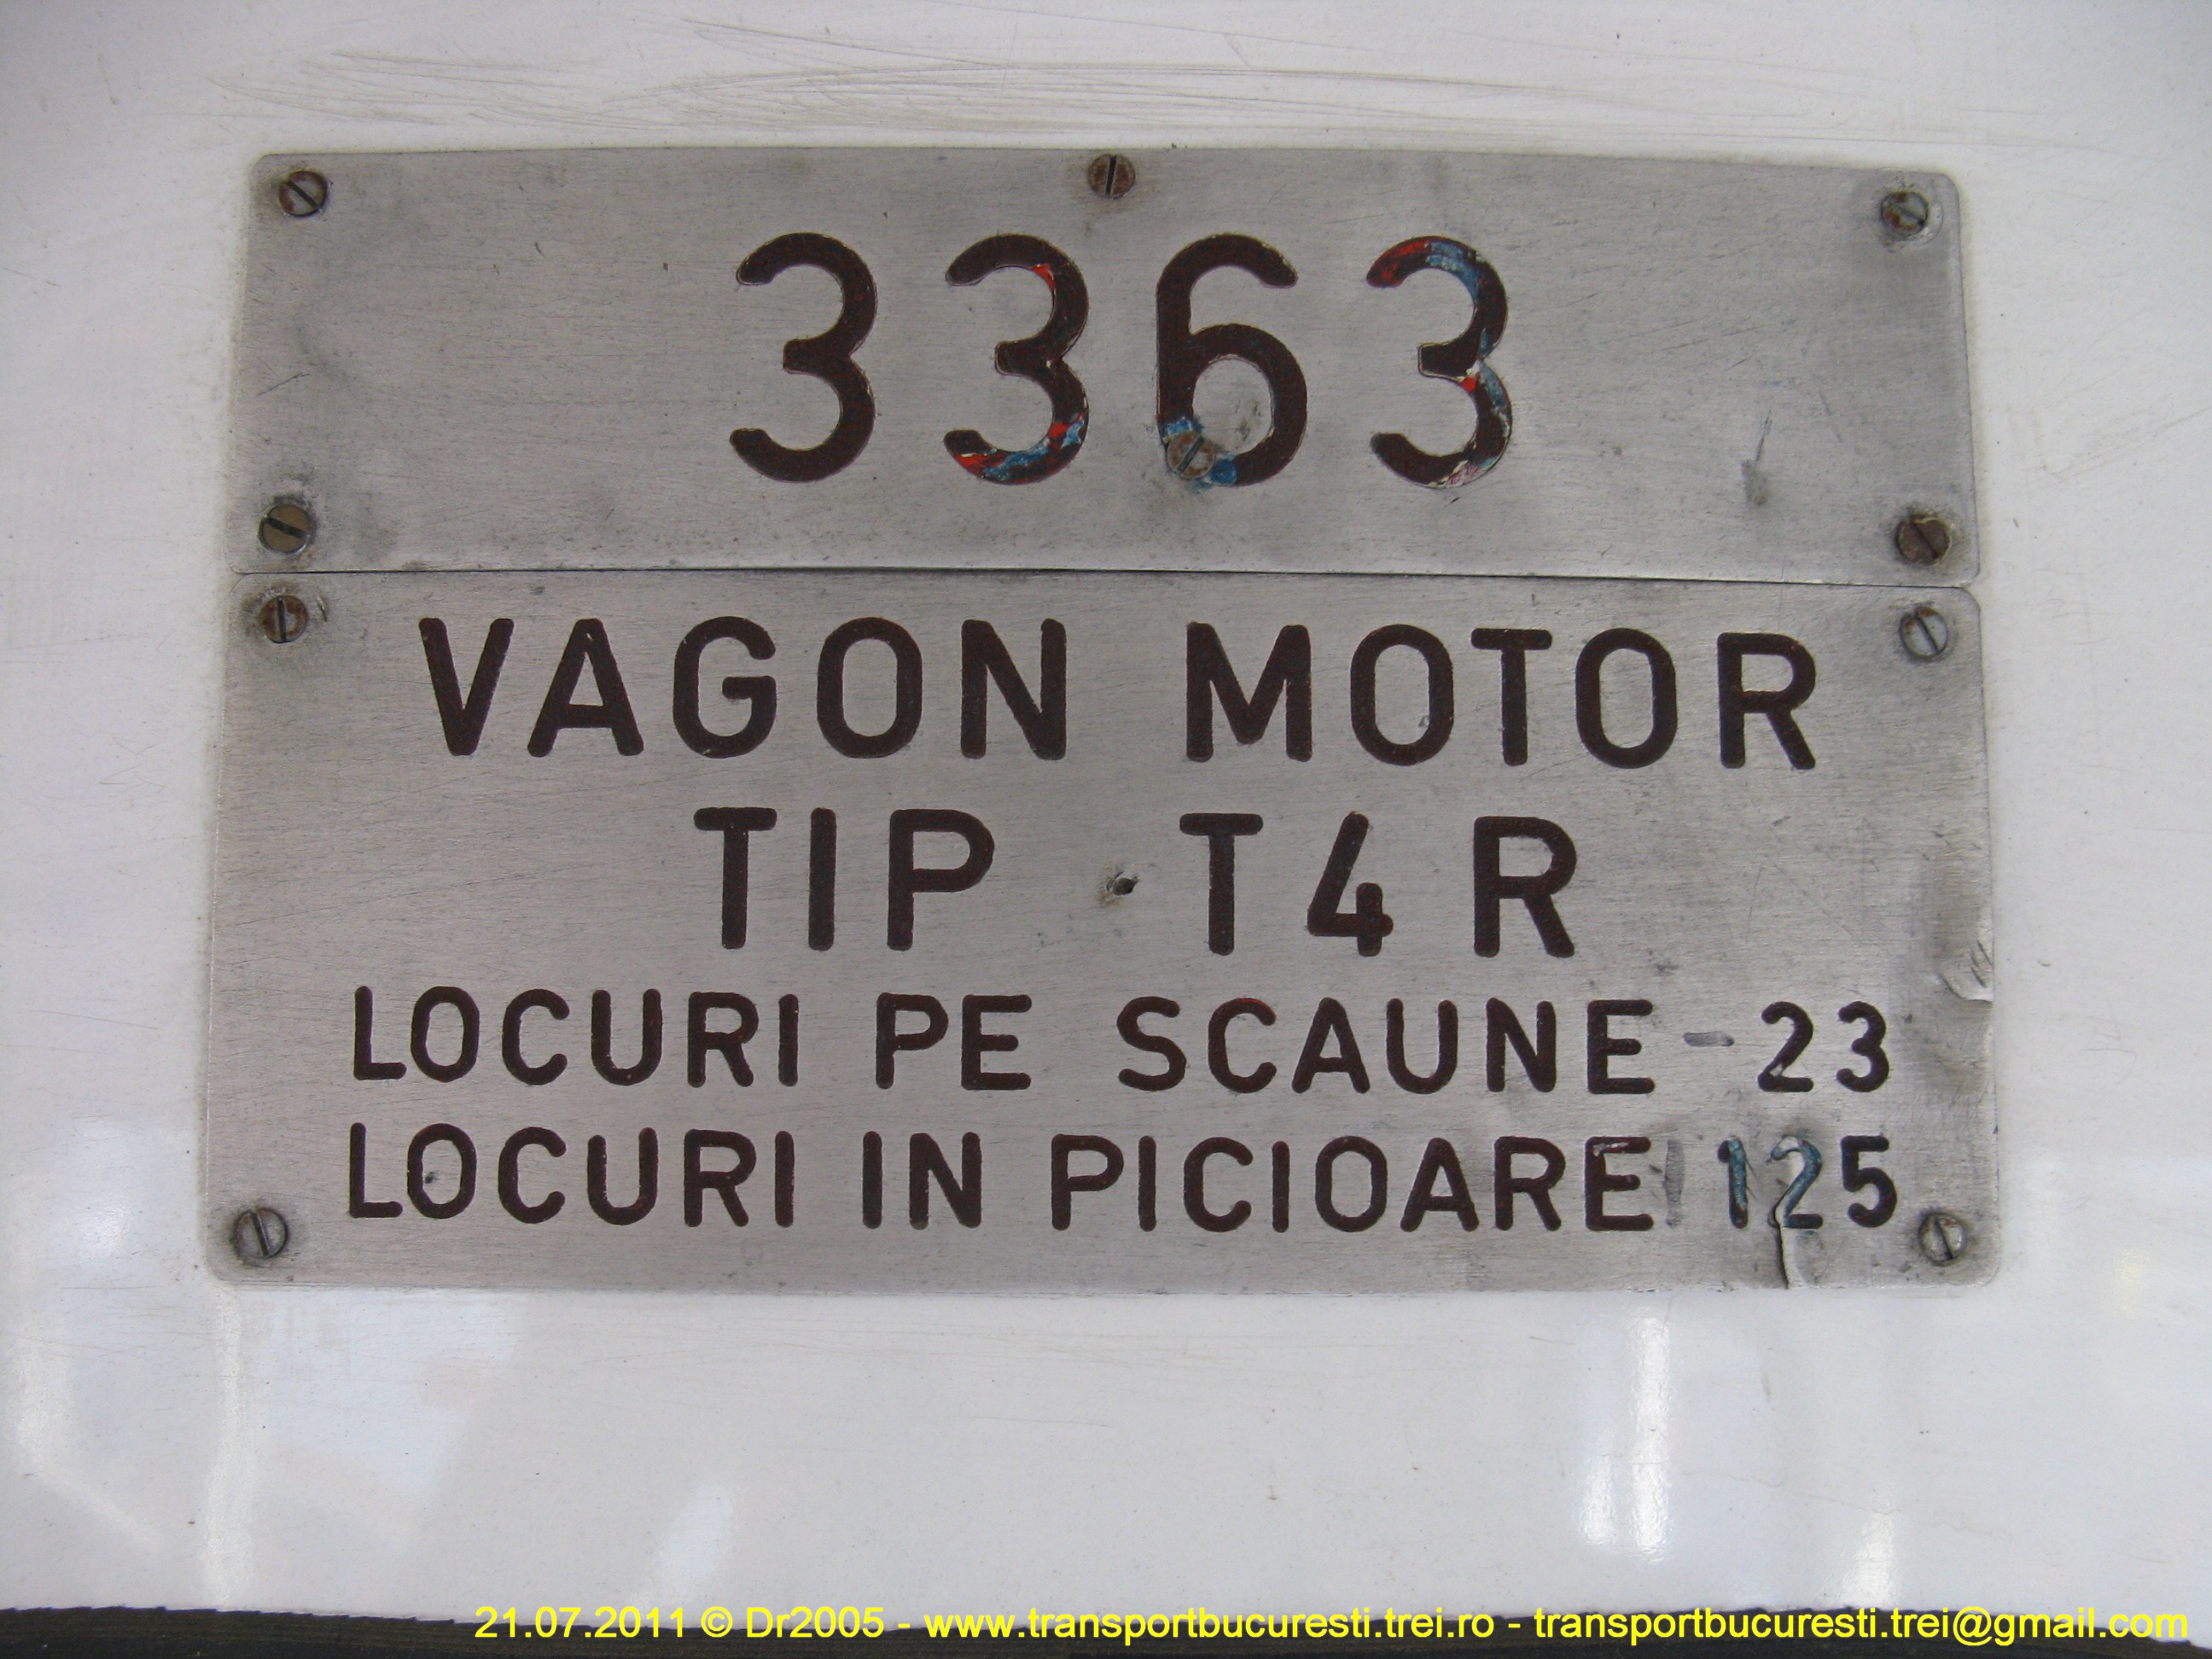 3363
VAGON MOTOR
TIP T4R
LOCURI PE SCAUNE - 23
LOCURI IN PICIOARE 125
21.07.2011 © Dr2005 - www.transportbucuresti.trei.ro - transportbucuresti.trei@gmail.com